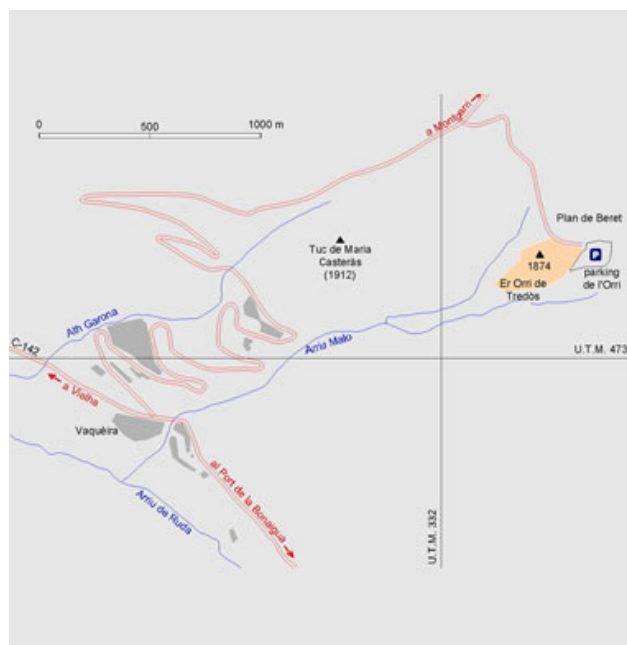 0
500
1000 m
a Montgarri
Plan de Beret
Tuc de Maria
Casteràs
(1912)
1874
P
parking
de l'Orri
Er Orri de
Tredòs
Ath Garona
Arriu Malo
C-142
U.T.M. 473
a Vielha
Vaquèira
al Port de la Bonaigua
Arriu de Ruda
U.T.M. 332